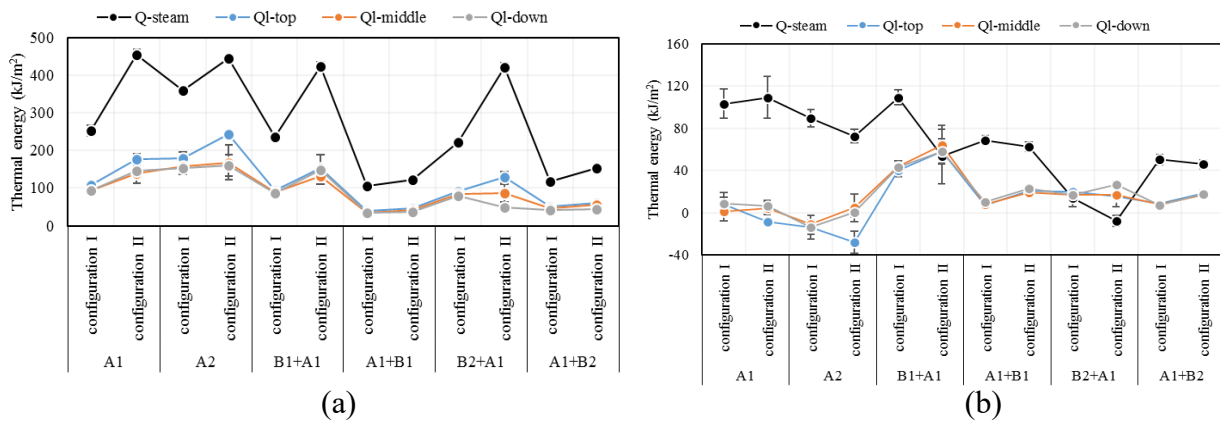 Q-steam Ql-top Ql-middle Ql-down
Thermal energy (kJ/m²)
500
400
300
200
100
0
configuration I
configuration II
configuration I
configuration II
configuration I
configuration II
configuration I
configuration II
configuration I
configuration II
configuration I
configuration II
A1 A2 B1+A1 A1+B1 B2+A1 A1+B2
(a)
Q-steam Ql-top Ql-middle Ql-down
Thermal energy (kJ/m²)
160
120
80
40
0
-40
configuration I
configuration II
configuration I
configuration II
configuration I
configuration II
configuration I
configuration II
configuration I
configuration II
configuration I
configuration II
A1 A2 B1+A1 A1+B1 B2+A1 A1+B2
(b)